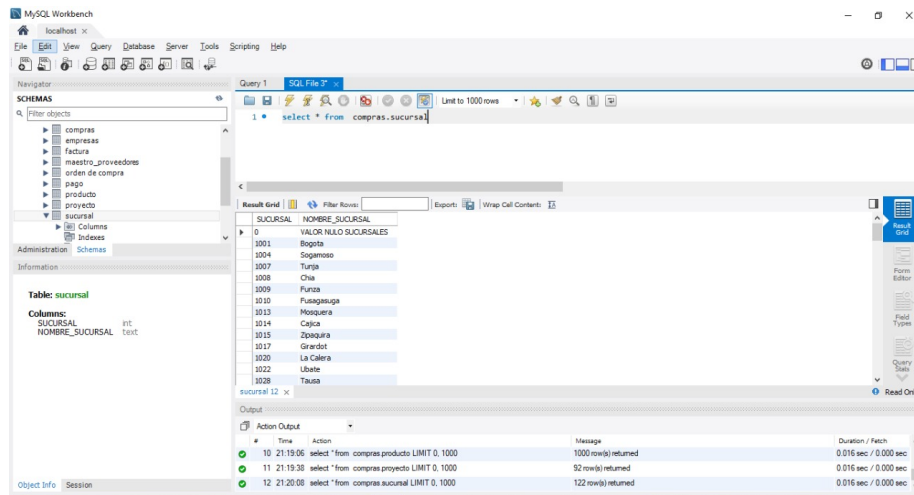 MySQL Workbench
localhost
File Edit View Query Database Server Tools Scripting Help
Navigator
SCHEMAS
Filter objects
compras
empresas
factura
maestro_proveedores
orden de compra
pago
producto
proyecto
sucursal
Columns
Indexes
Administration Schemas
Information
Table: sucursal
Columns:
SUCURSAL int
NOMBRE_SUCURSAL text
Object Info Session
Query 1 SQL File 3*
Limit to 1000 rows
1 select * from compras.sucursal
Result Grid Filter Rows: Export: Wrap Cell Content:
SUCURSAL NOMBRE_SUCURSAL
0 VALOR NULO SUCURSALES
1001 Bogota
1004 Sogamoso
1007 Tunja
1008 Chia
1009 Funza
1010 Fusagasuga
1013 Mosquera
1014 Cajica
1015 Zipaquira
1017 Girardot
1020 La Calera
1022 Ubate
1028 Tausa
Result Grid
Form Editor
Field Types
Query Stats
sucursal 12 Read Onl
Output
Action Output
# Time Action Message Duration / Fetch
10 21:19:06 select * from compras.producto LIMIT 0, 1000 1000 row(s) returned 0.016 sec / 0.000 sec
11 21:19:38 select * from compras.proyecto LIMIT 0, 1000 92 row(s) returned 0.016 sec / 0.000 sec
12 21:20:08 select * from compras.sucursal LIMIT 0, 1000 122 row(s) returned 0.016 sec / 0.000 sec